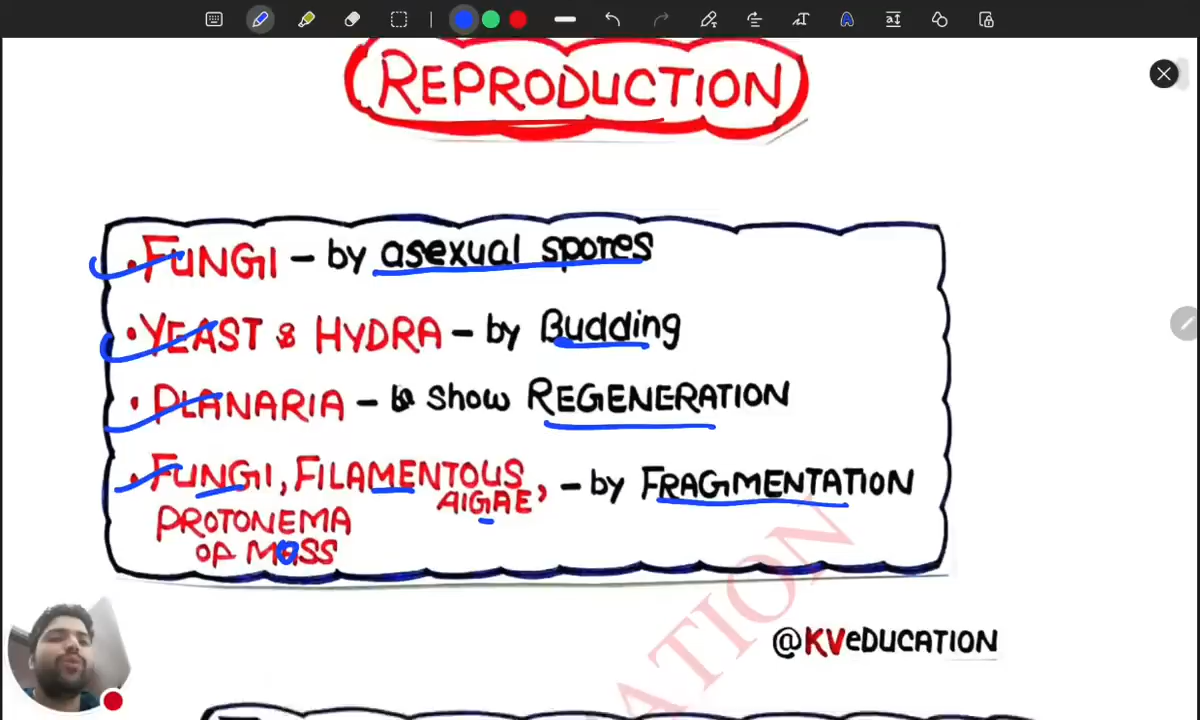 REPRODUCTION
• FUNGI – by asexual spores
• YEAST & HYDRA – by Budding
• PLANARIA – show REGENERATION
• FUNGI, FILAMENTOUS ALGAE, – by FRAGMENTATION
PROTONEMA
OF MOSS
@KVEDUCATION
ATION